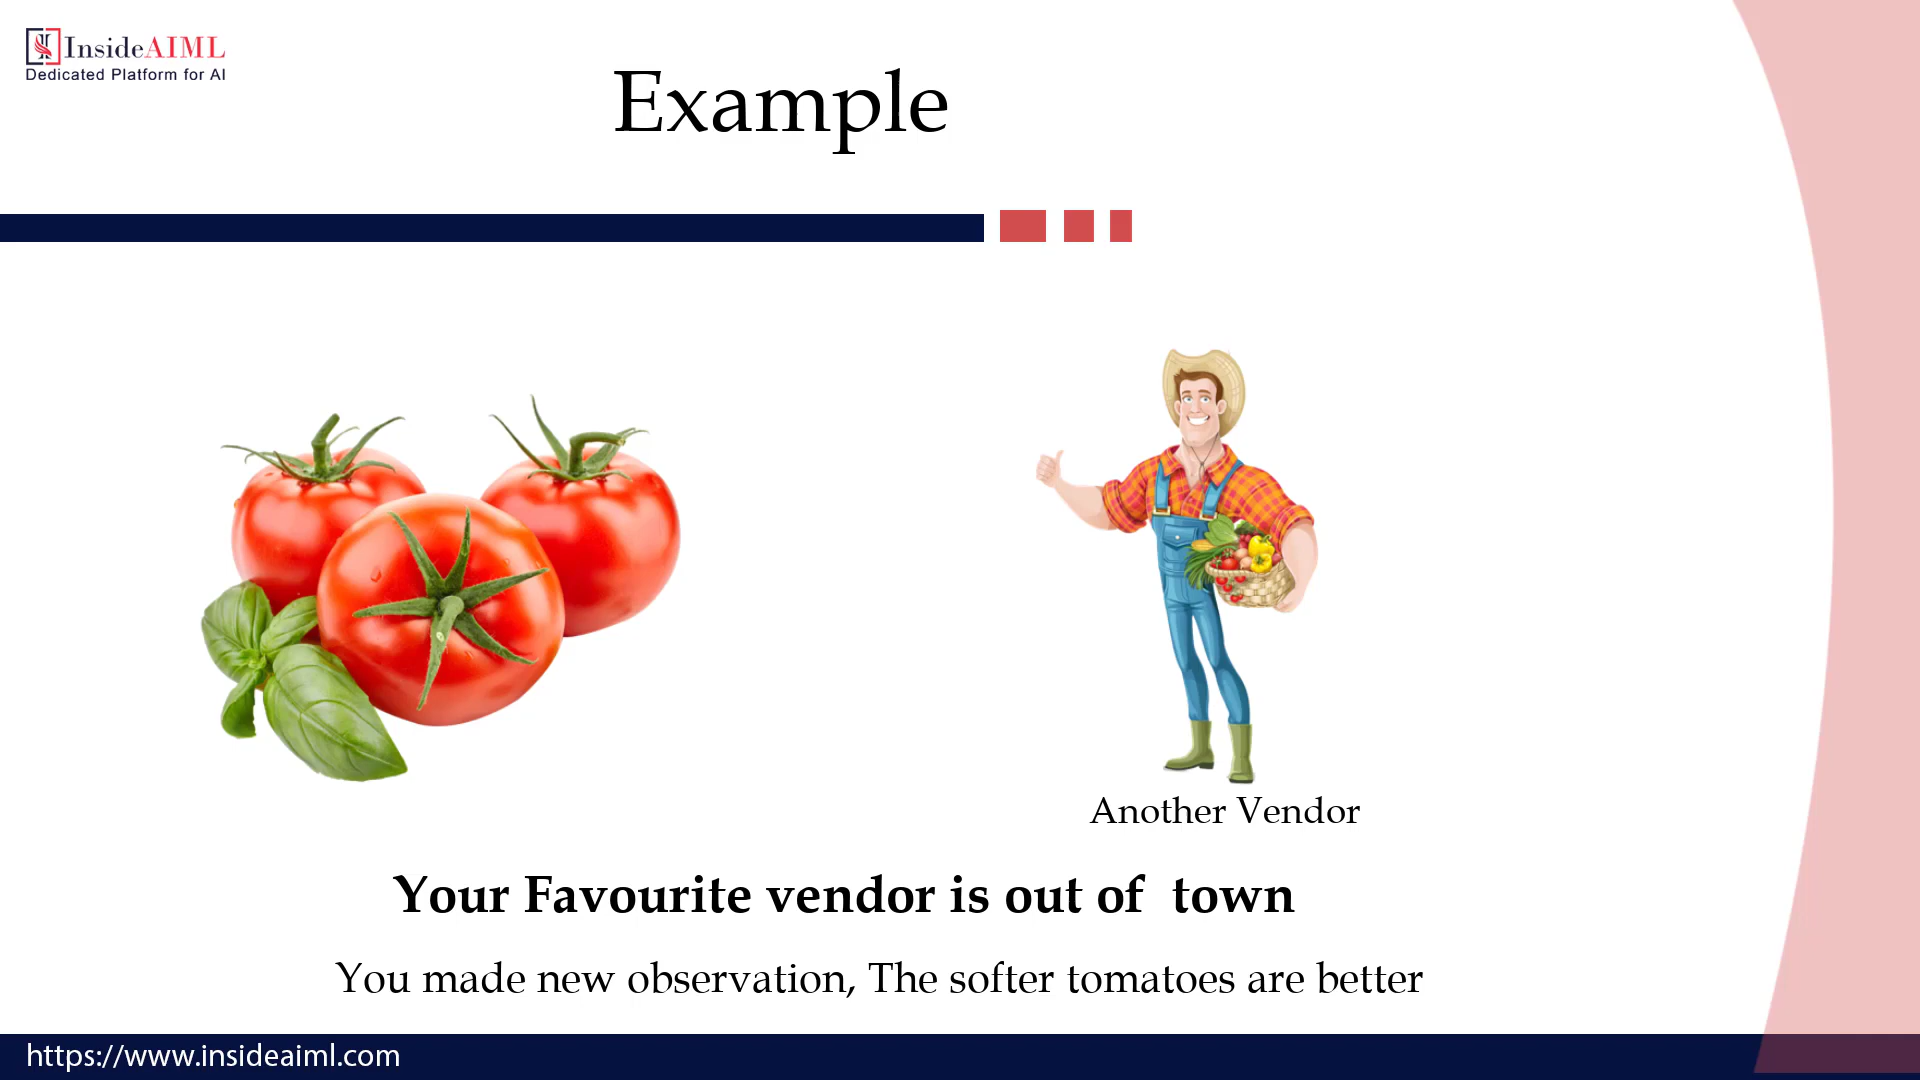 InsideAIML
Dedicated Platform for AI
Example
Another Vendor
Your Favourite vendor is out of town
You made new observation, The softer tomatoes are better
https://www.insideaiml.com